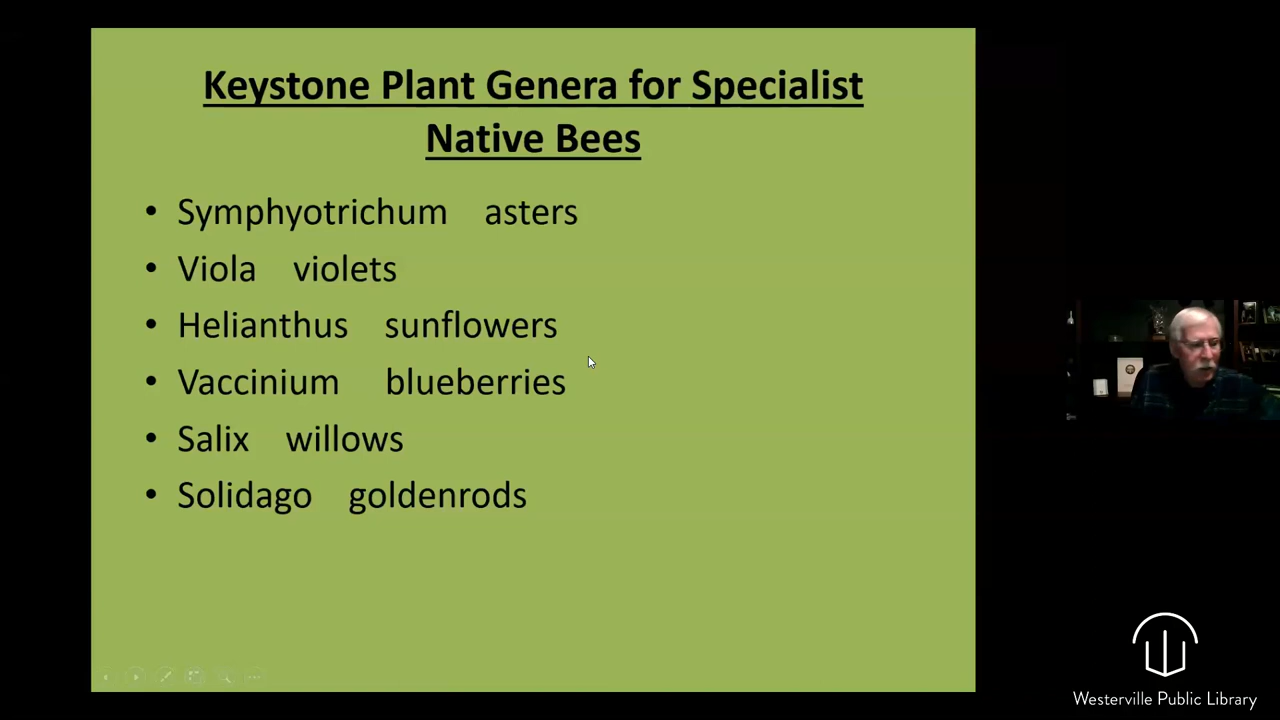 Keystone Plant Genera for Specialist
Native Bees
• Symphyotrichum asters
• Viola violets
• Helianthus sunflowers
• Vaccinium blueberries
• Salix willows
• Solidago goldenrods
Westerville Public Library